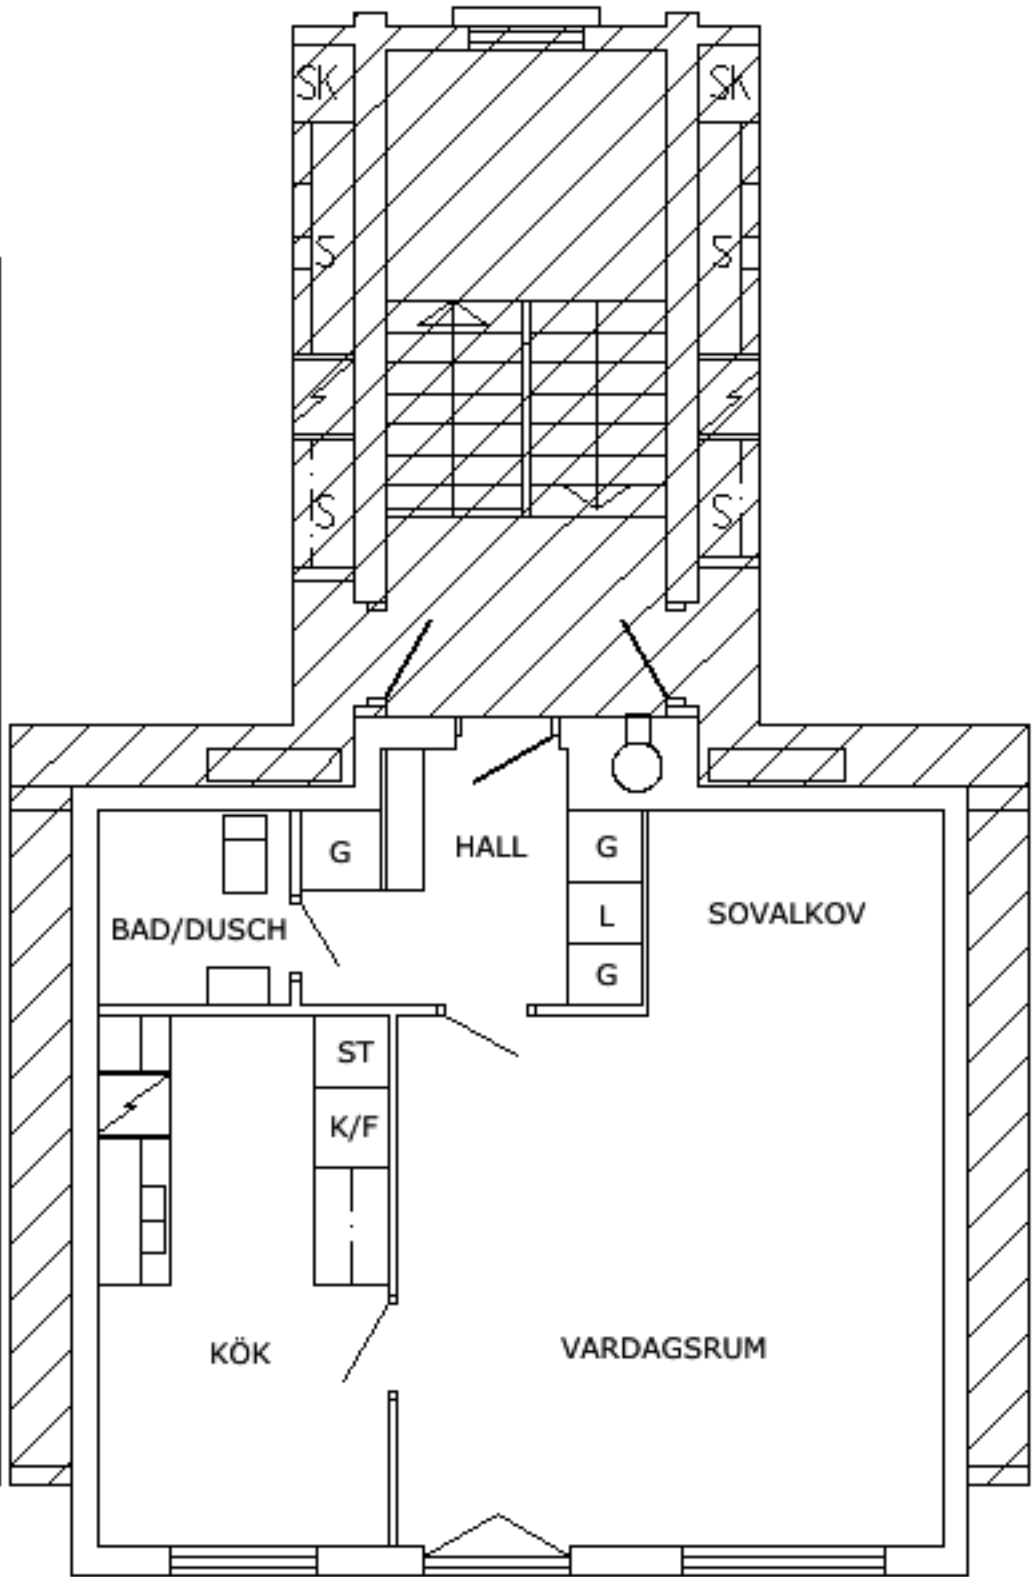 SK
SK
S
S
S
S
G
HALL
G
L
G
BAD/DUSCH
SOVALKOV
ST
K/F
KÖK
VARDAGSRUM